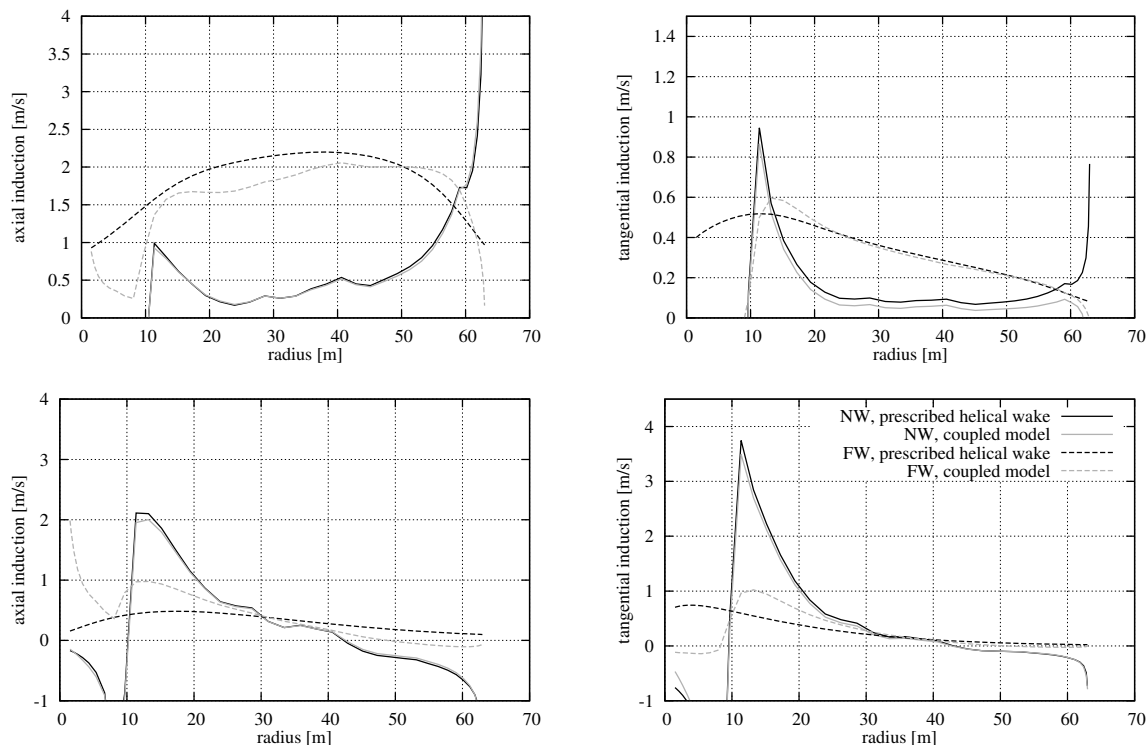 4
3.5
3
2.5
2
1.5
1
0.5
0
axial induction [m/s]
0 10 20 30 40 50 60 70
radius [m]
1.4
1.2
1
0.8
0.6
0.4
0.2
0
tangential induction [m/s]
0 10 20 30 40 50 60 70
radius [m]
4
3
2
1
0
-1
axial induction [m/s]
0 10 20 30 40 50 60 70
radius [m]
4
3
2
1
0
-1
tangential induction [m/s]
NW, prescribed helical wake
NW, coupled model
FW, prescribed helical wake
FW, coupled model
0 10 20 30 40 50 60 70
radius [m]